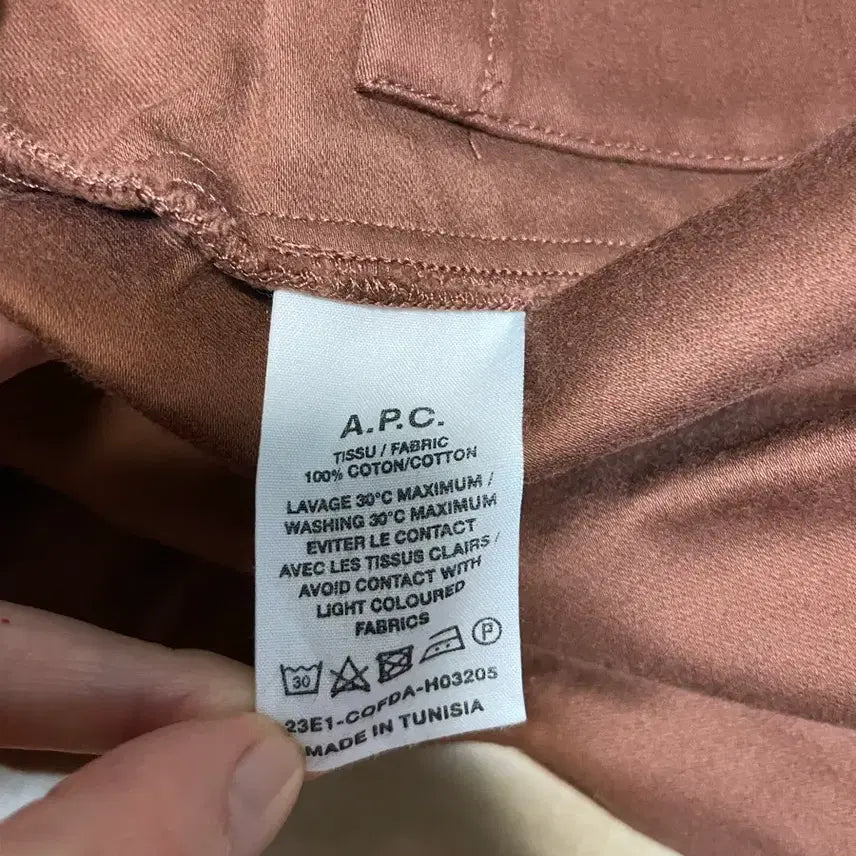 A.P.C.
TISSU / FABRIC
100% COTON/COTTON
LAVAGE 30°C MAXIMUM /
WASHING 30°C MAXIMUM
EVITER LE CONTACT
AVEC LES TISSUS CLAIRS /
AVOID CONTACT WITH
LIGHT COLOURED
FABRICS
30 P
23E1-COFDA-H03205
MADE IN TUNISIA